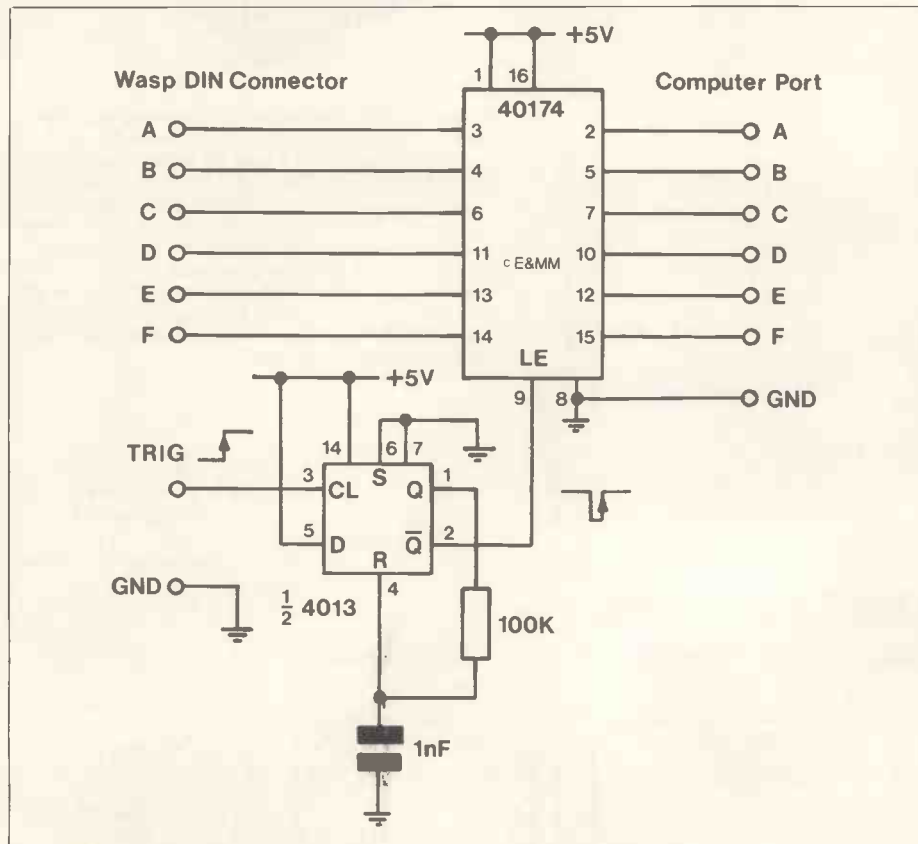 +5V
Wasp DIN Connector
1 16
Computer Port
40174
A 3 2 A
B 4 5 B
C 6 7 C
D 11 10 D
c E&MM
E 13 12 E
F 14 15 F
LE
+5V
9 8 GND
TRIG
14 6 7
S
3 CL Q 1
5 D Q 2
R
GND 4
1/2 4013
100K
1nF